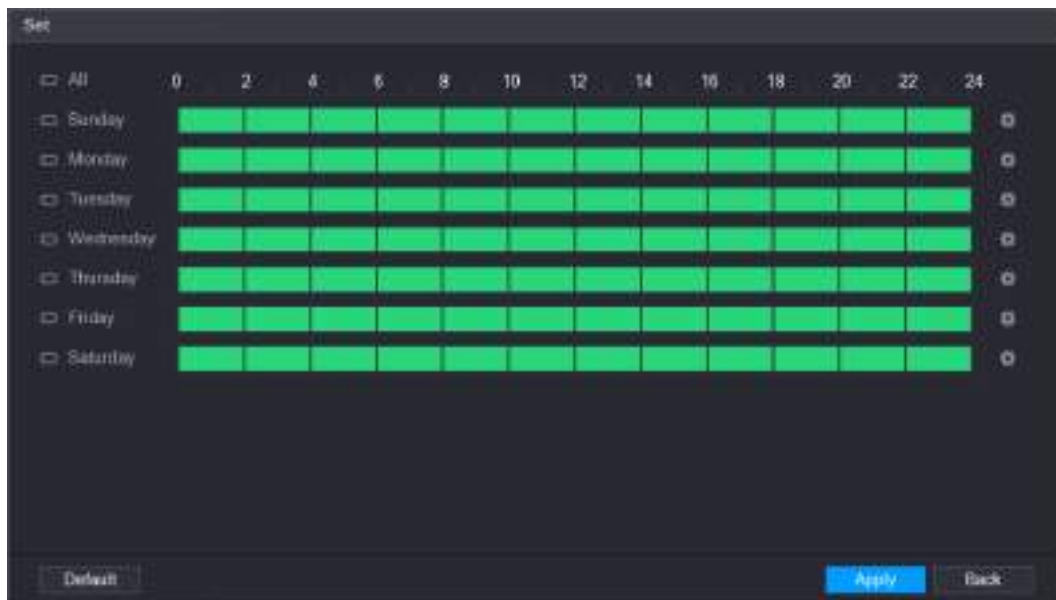 Set
All 0 2 4 6 8 10 12 14 16 18 20 22 24
Sunday
Monday
Tuesday
Wednesday
Thursday
Friday
Saturday
Default Apply Back